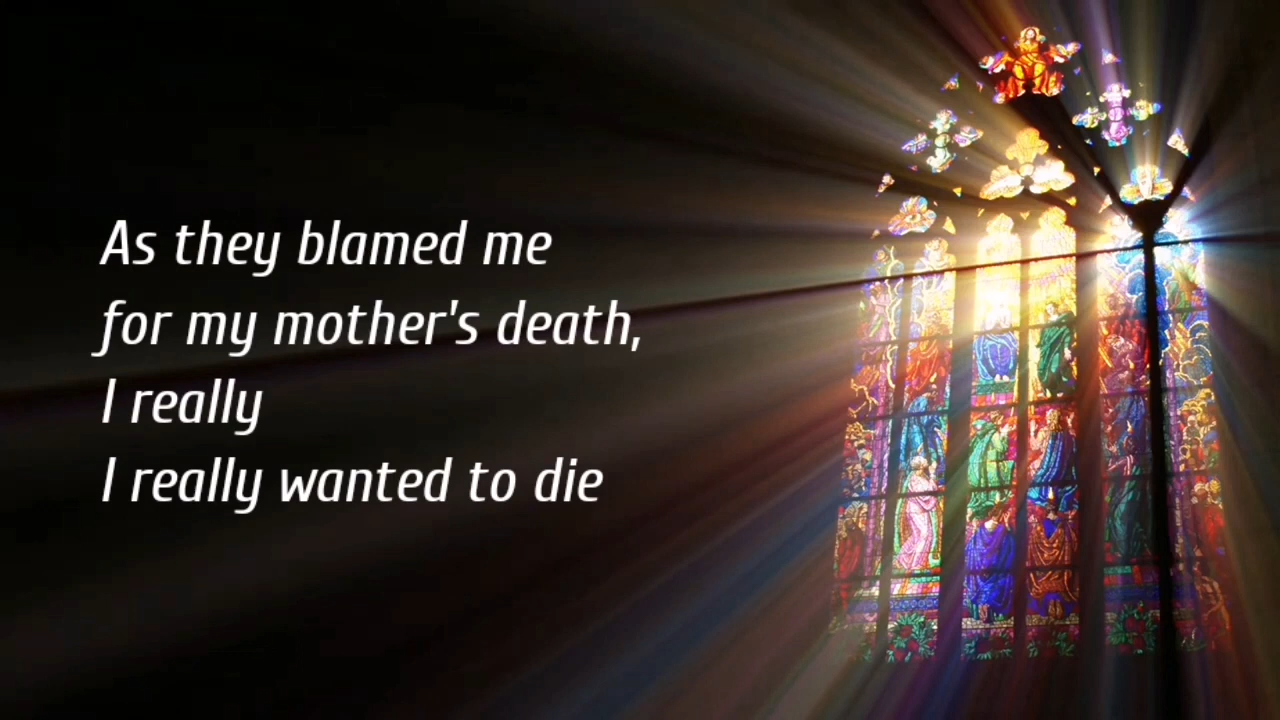 As they blamed me
for my mother's death,
I really
I really wanted to die